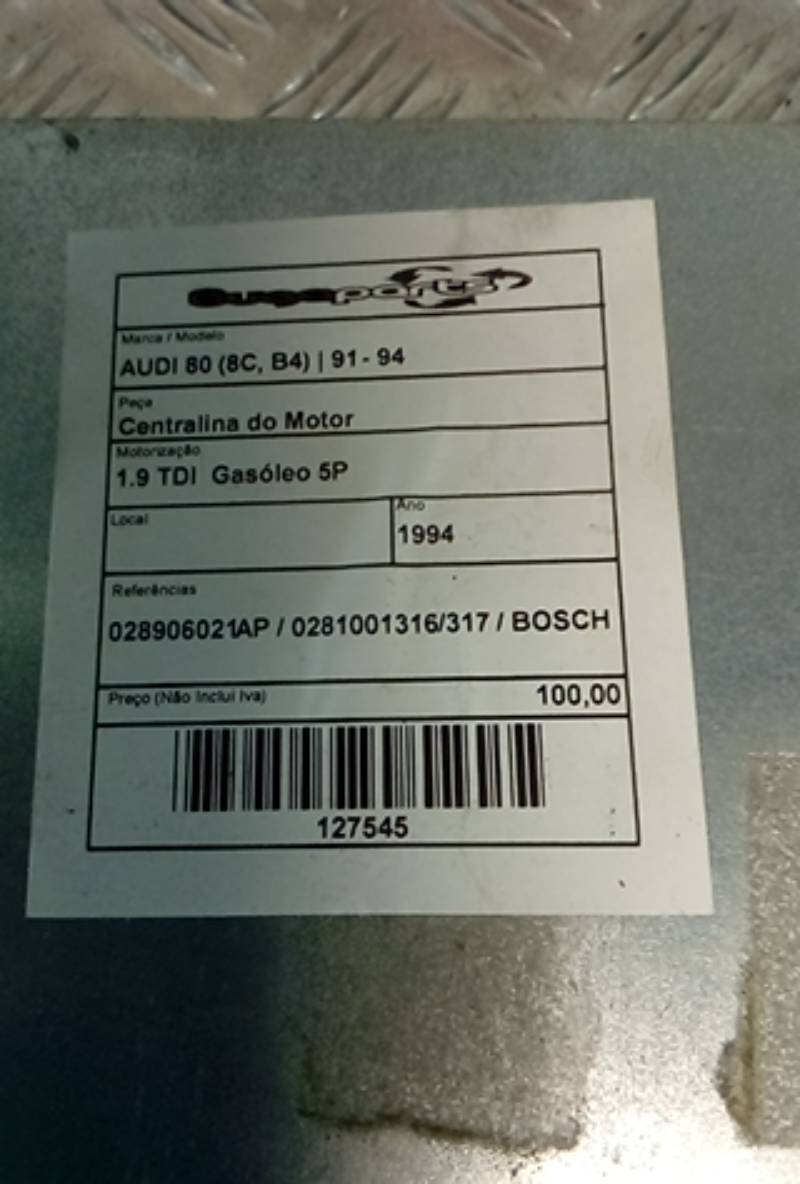 Gugaparts
Marca / Modelo
AUDI 80 (8C, B4) | 91 - 94
Peça
Centralina do Motor
Motorização
1.9 TDI Gasóleo 5P
Local
Ano
1994
Referências
028906021AP / 0281001316/317 / BOSCH
Preço (Não Inclui Iva)
100,00
127545